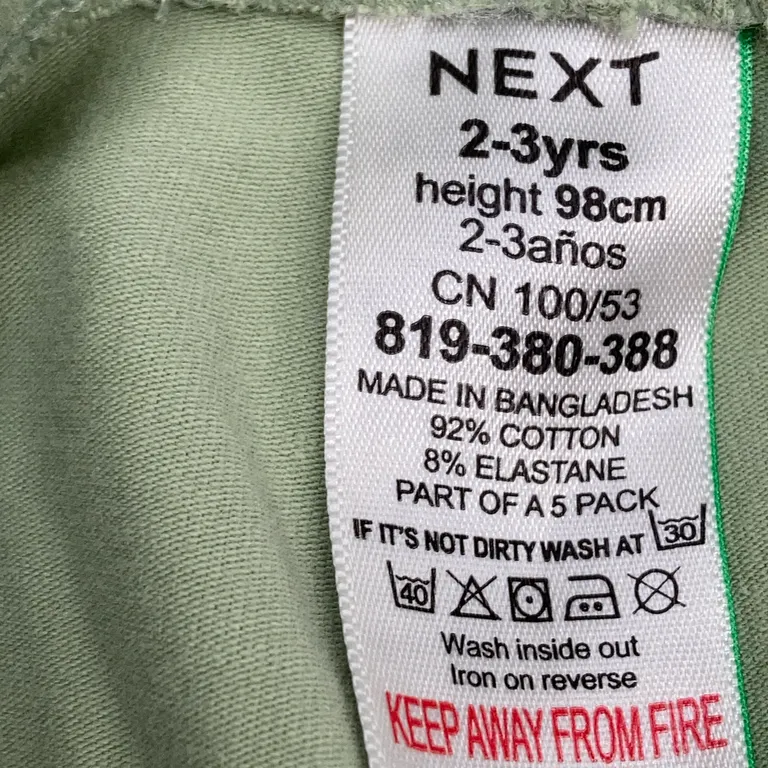 NEXT
2-3yrs
height 98cm
2-3años
CN 100/53
819-380-388
MADE IN BANGLADESH
92% COTTON
8% ELASTANE
PART OF A 5 PACK
IF IT'S NOT DIRTY WASH AT 30
40
Wash inside out
Iron on reverse
KEEP AWAY FROM FIRE